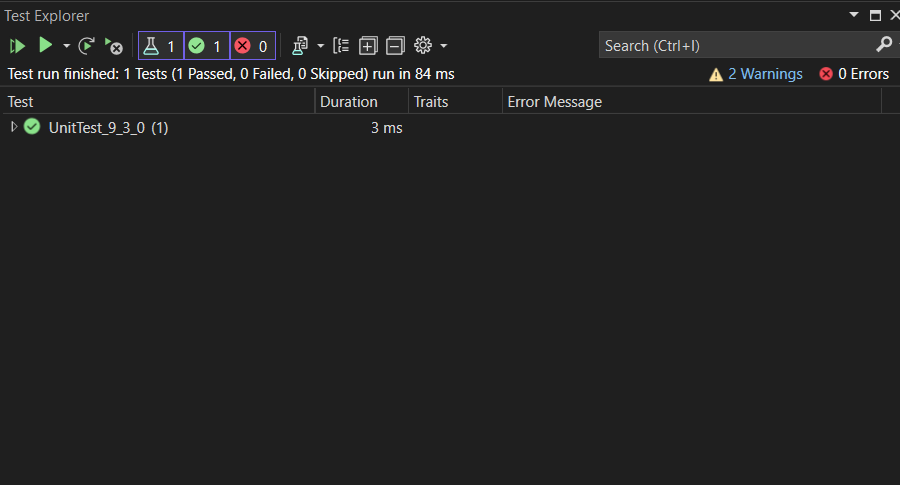 Test Explorer
1 1 0 Search (Ctrl+I)
Test run finished: 1 Tests (1 Passed, 0 Failed, 0 Skipped) run in 84 ms 2 Warnings 0 Errors
Test Duration Traits Error Message
UnitTest_9_3_0 (1) 3 ms